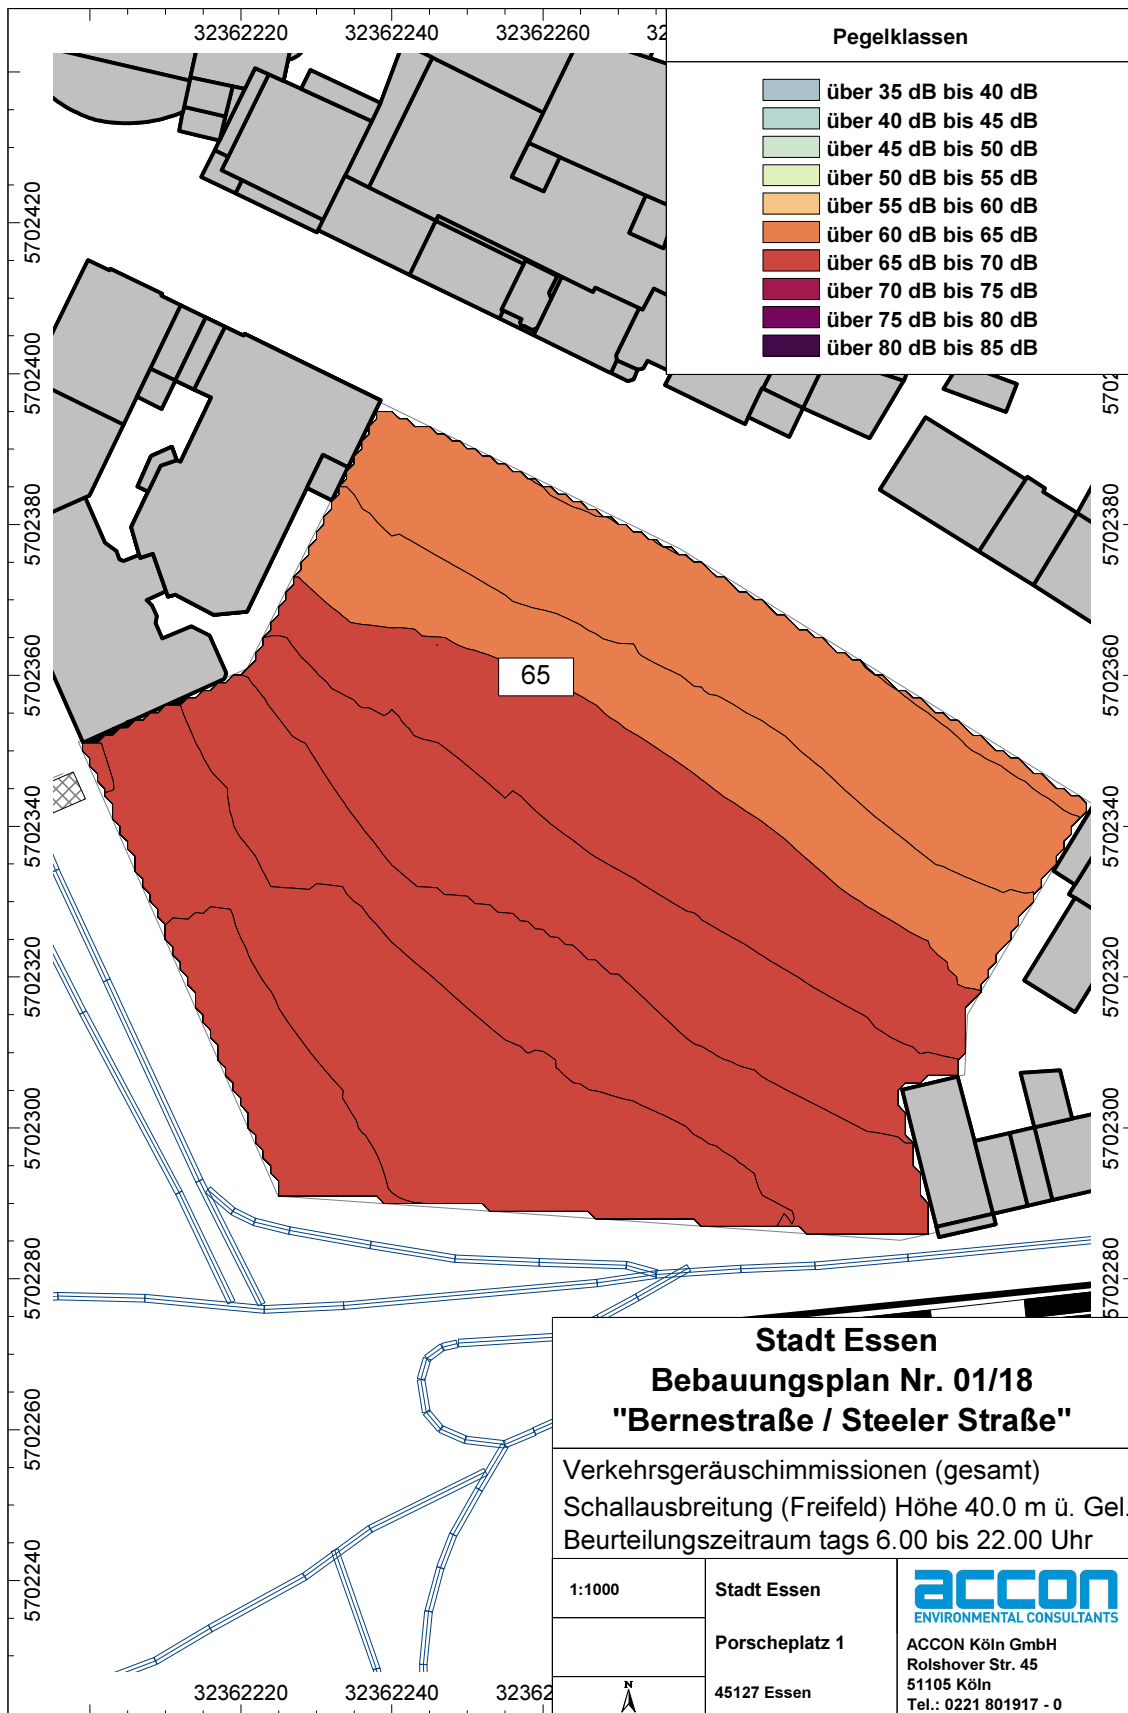 32362220
32362240
32362260
32
Pegelklassen
über 35 dB bis 40 dB
über 40 dB bis 45 dB
über 45 dB bis 50 dB
über 50 dB bis 55 dB
über 55 dB bis 60 dB
über 60 dB bis 65 dB
über 65 dB bis 70 dB
über 70 dB bis 75 dB
über 75 dB bis 80 dB
über 80 dB bis 85 dB
5702420
5702400
5702380
5702360
5702340
5702320
5702300
5702280
5702260
5702240
5702
5702380
5702360
5702340
5702320
5702300
5702280
65
Stadt Essen
Bebauungsplan Nr. 01/18
"Bernestraße / Steeler Straße"
Verkehrsgeräuschimmissionen (gesamt)
Schallausbreitung (Freifeld) Höhe 40.0 m ü. Gel.
Beurteilungszeitraum tags 6.00 bis 22.00 Uhr
1:1000
N
Stadt Essen
Porscheplatz 1
45127 Essen
accon
ENVIRONMENTAL CONSULTANTS
ACCON Köln GmbH
Rolshover Str. 45
51105 Köln
Tel.: 0221 801917 - 0
32362220
32362240
32362